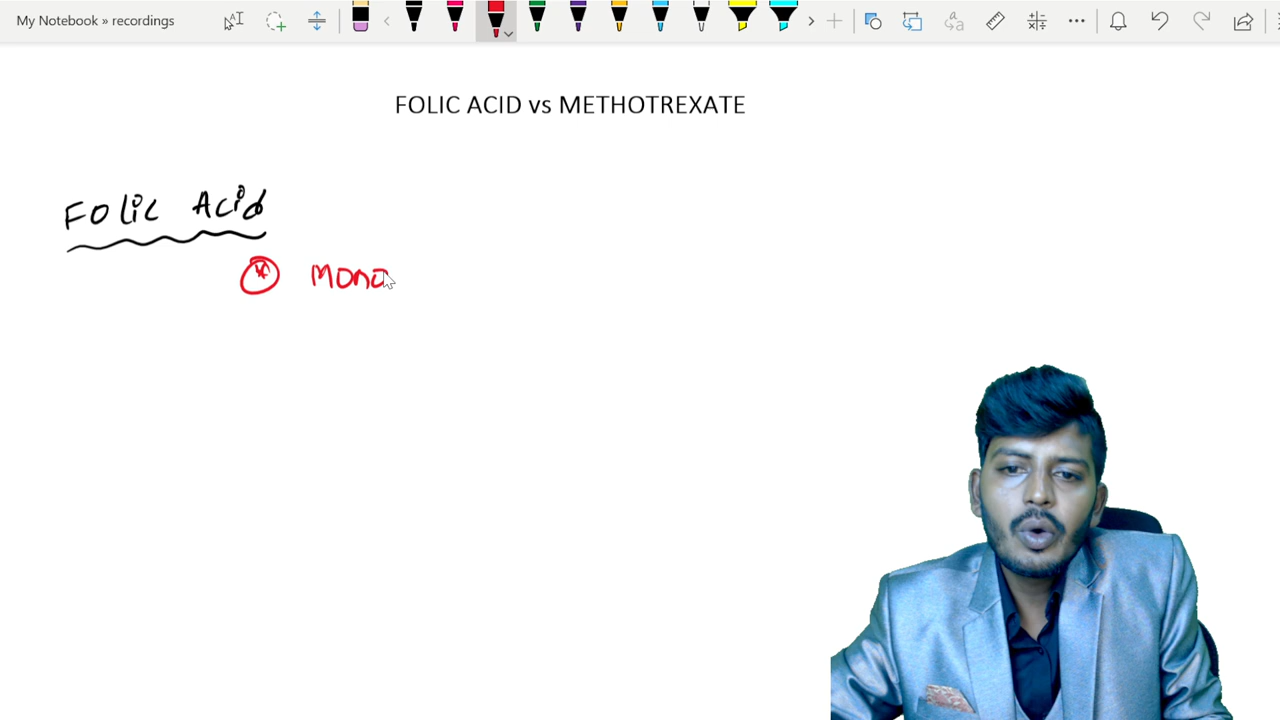 My Notebook » recordings
FOLIC ACID vs METHOTREXATE
Folic Acid
Mono